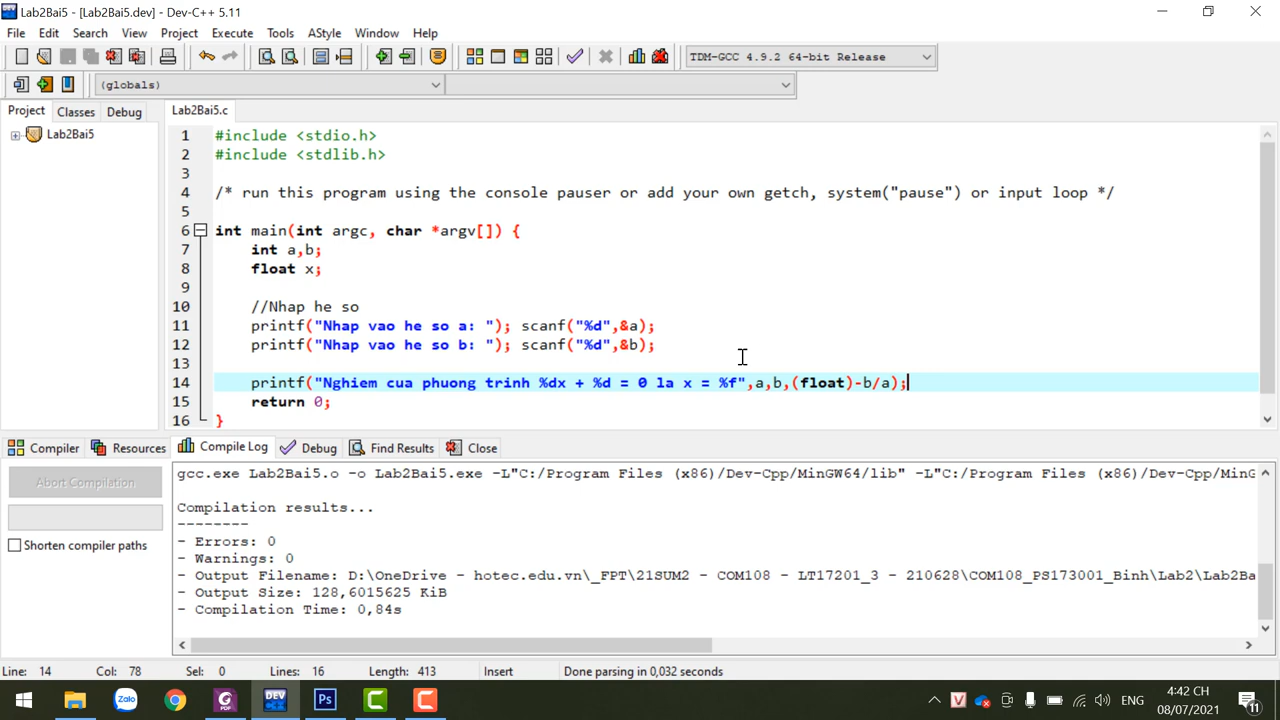 Lab2Bai5 - [Lab2Bai5.dev] - Dev-C++ 5.11
File Edit Search View Project Execute Tools AStyle Window Help
TDM-GCC 4.9.2 64-bit Release
(globals)
Project Classes Debug
Lab2Bai5.c
Lab2Bai5
1 #include <stdio.h>
2 #include <stdlib.h>
3
4 /* run this program using the console pauser or add your own getch, system("pause") or input loop */
5
6 int main(int argc, char *argv[]) {
7 int a,b;
8 float x;
9
10 //Nhap he so
11 printf("Nhap vao he so a: "); scanf("%d",&a);
12 printf("Nhap vao he so b: "); scanf("%d",&b);
13
14 printf("Nghiem cua phuong trinh %dx + %d = 0 la x = %f",a,b,(float)-b/a);
15 return 0;
16 }
Compiler Resources Compile Log Debug Find Results Close
Abort Compilation
Shorten compiler paths
gcc.exe Lab2Bai5.o -o Lab2Bai5.exe -L"C:/Program Files (x86)/Dev-Cpp/MinGW64/lib" -L"C:/Program Files (x86)/Dev-Cpp/MinGW
Compilation results...
--------
- Errors: 0
- Warnings: 0
- Output Filename: D:\OneDrive - hotec.edu.vn\_FPT\21SUM2 - COM108 - LT17201_3 - 210628\COM108_PS173001_Binh\Lab2\Lab2Ba
- Output Size: 128,6015625 KiB
- Compilation Time: 0,84s
Line: 14 Col: 78 Sel: 0 Lines: 16 Length: 413 Insert Done parsing in 0,032 seconds
Zalo
PDF
DEV
Ps
C
C
V
ENG
4:42 CH
08/07/2021
11